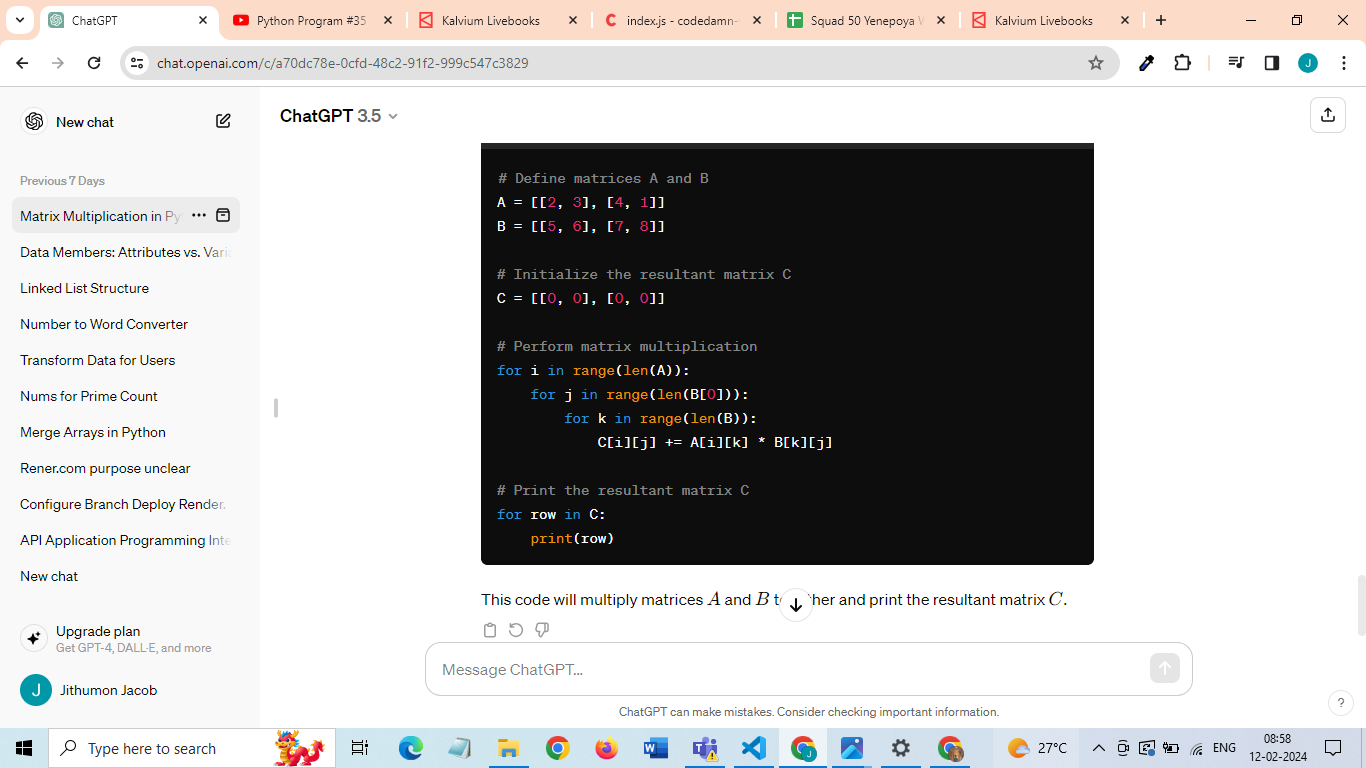 ChatGPT
Python Program #35
Kalvium Livebooks
index.js - codedamn-
Squad 50 Yenepoya W
Kalvium Livebooks
chat.openai.com/c/a70dc78e-0cfd-48c2-91f2-999c547c3829
J
New chat
ChatGPT 3.5
Previous 7 Days
Matrix Multiplication in Py
Data Members: Attributes vs. Vari
Linked List Structure
Number to Word Converter
Transform Data for Users
Nums for Prime Count
Merge Arrays in Python
Rener.com purpose unclear
Configure Branch Deploy Render.
API Application Programming Inte
New chat
Upgrade plan
Get GPT-4, DALL·E, and more
J
Jithumon Jacob
# Define matrices A and B
A = [[2, 3], [4, 1]]
B = [[5, 6], [7, 8]]
# Initialize the resultant matrix C
C = [[0, 0], [0, 0]]
# Perform matrix multiplication
for i in range(len(A)):
    for j in range(len(B[0])):
        for k in range(len(B)):
            C[i][j] += A[i][k] * B[k][j]
# Print the resultant matrix C
for row in C:
    print(row)
This code will multiply matrices A and B and print the resultant matrix C.
Message ChatGPT...
ChatGPT can make mistakes. Consider checking important information.
?
Type here to search
27°C
ENG
08:58
12-02-2024